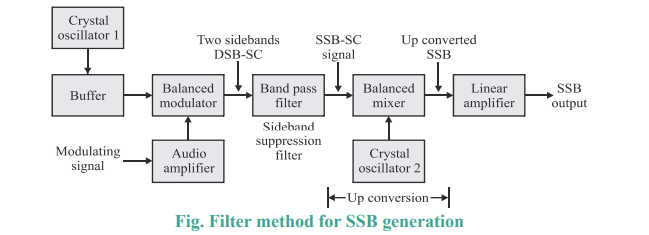 Crystal
oscillator 1
Two sidebands
DSB-SC
SSB-SC
signal
Up converted
SSB
Buffer
Balanced
modulator
Band pass
filter
Balanced
mixer
Linear
amplifier
SSB
output
Sideband
suppression
filter
Modulating
signal
Audio
amplifier
Crystal
oscillator 2
Up conversion
Fig. Filter method for SSB generation